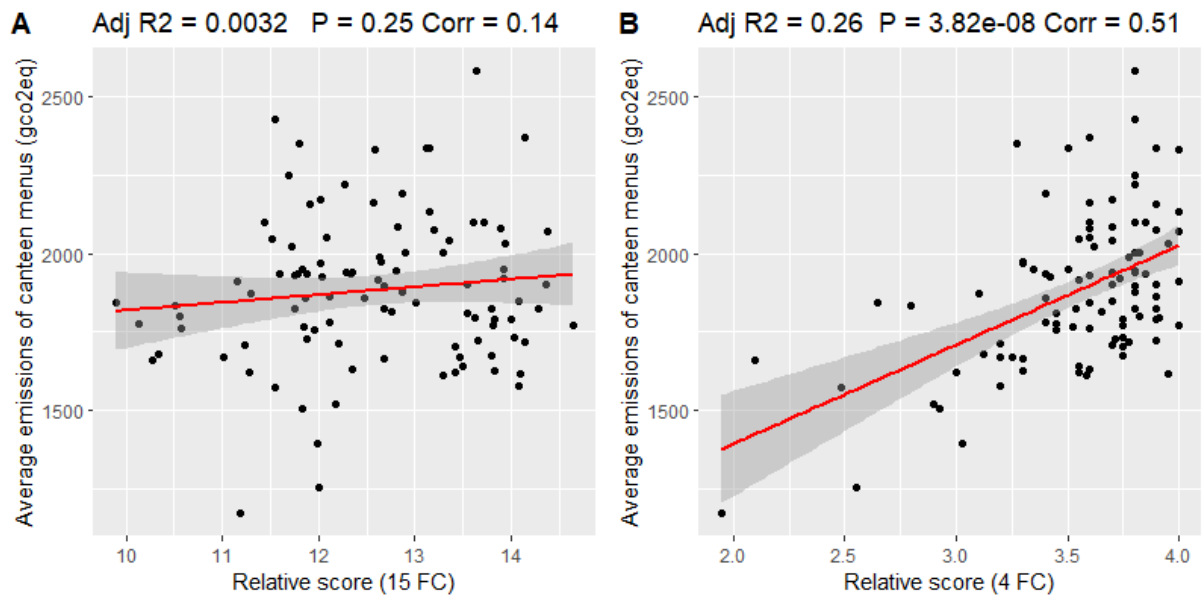 A Adj R2 = 0.0032 P = 0.25 Corr = 0.14
Average emissions of canteen menus (gco2eq)
2500
2000
1500
10 11 12 13 14
Relative score (15 FC)
B Adj R2 = 0.26 P = 3.82e-08 Corr = 0.51
Average emissions of canteen menus (gco2eq)
2500
2000
1500
2.0 2.5 3.0 3.5 4.0
Relative score (4 FC)